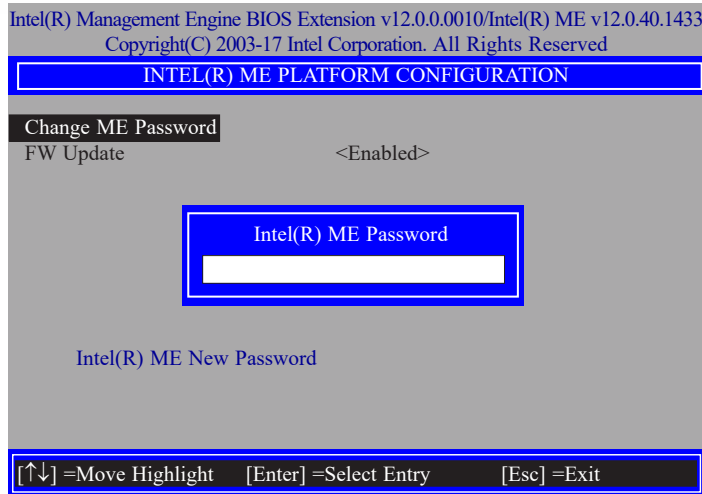 Intel(R) Management Engine BIOS Extension v12.0.0.0010/Intel(R) ME v12.0.40.1433
Copyright(C) 2003-17 Intel Corporation. All Rights Reserved
INTEL(R) ME PLATFORM CONFIGURATION
Change ME Password
FW Update <Enabled>
Intel(R) ME Password
Intel(R) ME New Password
[↑↓] =Move Highlight [Enter] =Select Entry [Esc] =Exit